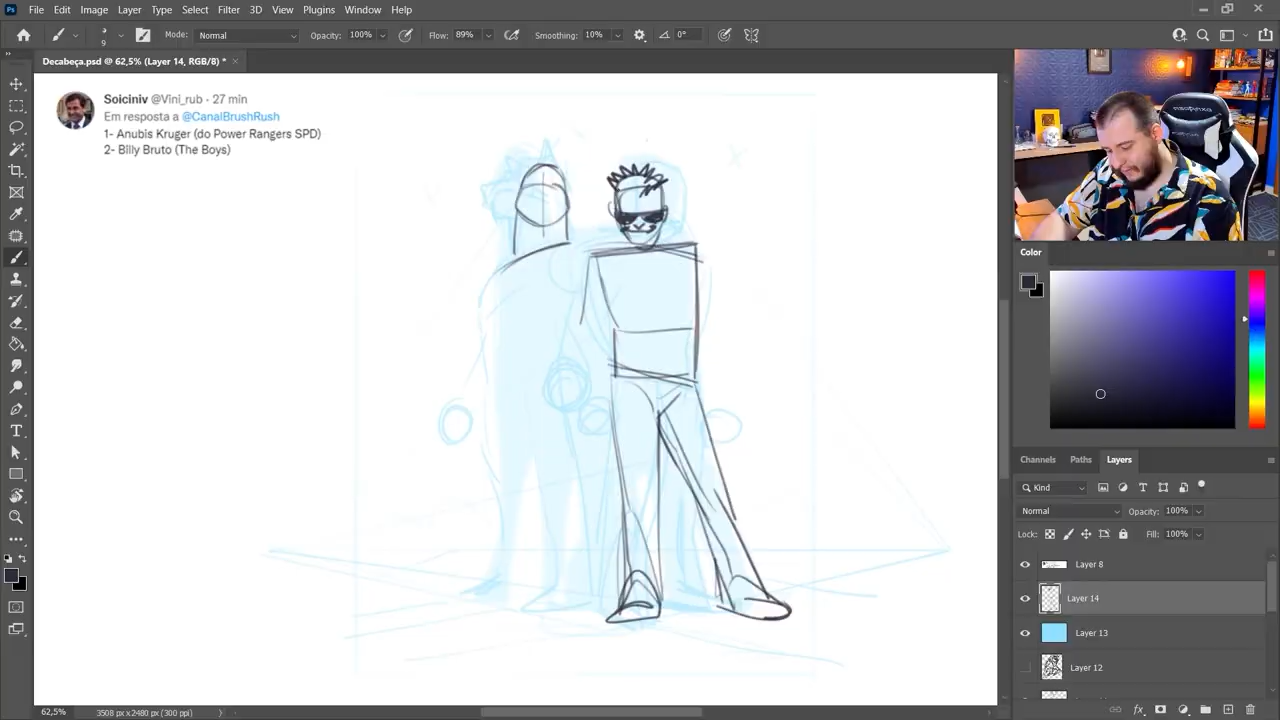 Ps File Edit Image Layer Type Select Filter 3D View Plugins Window Help
9 Mode: Normal Opacity: 100% Flow: 89% Smoothing: 10% 0°
Decabeça.psd @ 62,5% (Layer 14, RGB/8) *
Soiciniv @Vini_rub · 27 min
Em resposta a @CanalBrushRush
1- Anubis Kruger (do Power Rangers SPD)
2- Billy Bruto (The Boys)
Color
Channels Paths Layers
Kind
Normal Opacity: 100%
Lock: Fill: 100%
Layer 8
Layer 14
Layer 13
Layer 12
62,5% 3508 px x 2480 px (300 ppi)